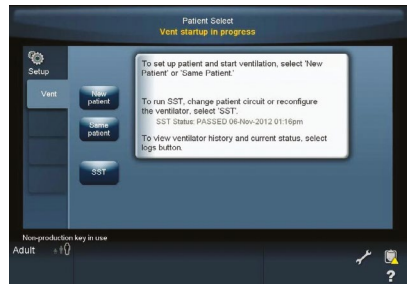 Patient Select
Vent startup in progress
Setup
Vent
New
patient
Same
patient
SST
To set up patient and start ventilation, select 'New
Patient' or 'Same Patient.'
To run SST, change patient circuit or reconfigure
the ventilator, select 'SST'.
SST Status: PASSED 06-Nov-2012 01:16pm
To view ventilator history and current status, select
logs button.
Non-production key in use
Adult
?